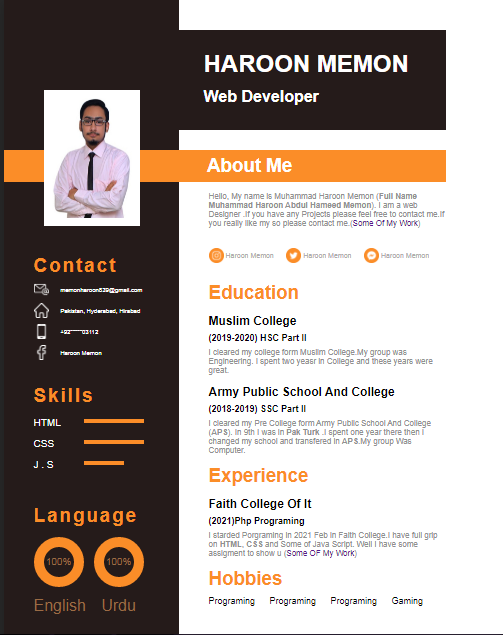 HAROON MEMON
Web Developer
About Me
Hello, My name is Muhammad Haroon Memon (Full Name
Muhammad Haroon Abdul Hameed Memon). I am a web
Designer .If you have any Projects please feel free to contact me.If
you really like my so please contact me.(Some Of My Work)
Haroon Memon Haroon Memon Haroon Memon
Contact
memonharoon539@gmail.com
Pakistan, Hyderabad, Hirabad
Haroon Memon
Skills
HTML
CSS
J . S
Language
100% 100%
English Urdu
Education
Muslim College
(2019-2020) HSC Part II
I cleared my college form Muslim College.My group was
Engineering. I spent two yeasr in College and these years were
great.
Army Public School And College
(2018-2019) SSC Part II
I cleared my Pre College form Army Public School And College
(APS). In 9th I was in Pak Turk .I spent one year there then I
changed my school and transfered in APS.My group Was
Computer.
Experience
Faith College Of It
(2021)Php Programing
I starded Porgraming in 2021 Feb in Faith College.I have full grip
on HTML, CSS and Some of Java Script. Well I have some
assigment to show u (Some OF My Work)
Hobbies
Programing Programing Programing Gaming